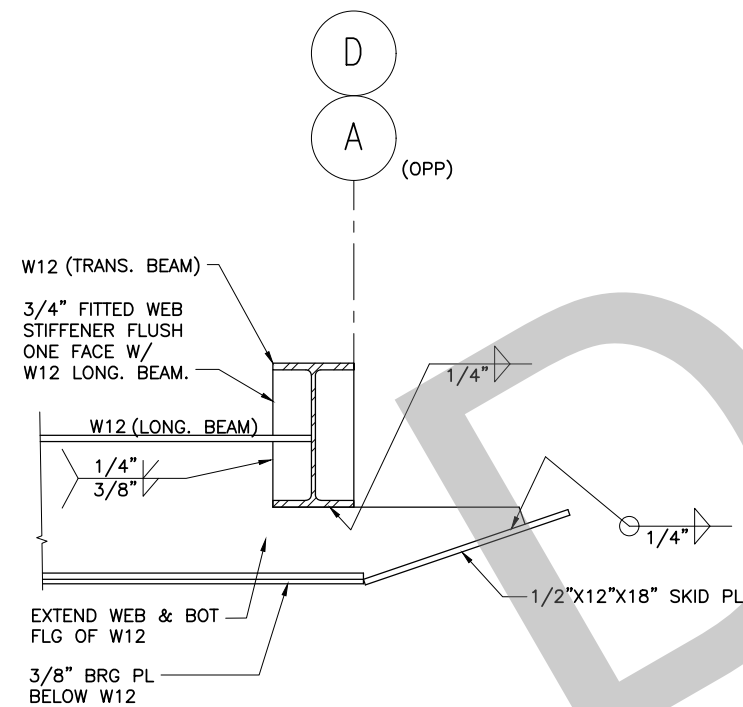 D
A
(OPP)
W12 (TRANS. BEAM)
3/4" FITTED WEB
STIFFENER FLUSH
ONE FACE W/
W12 LONG. BEAM.
1/4"
W12 (LONG. BEAM)
1/4"
3/8"
1/4"
1/2"X12"X18" SKID PL
EXTEND WEB & BOT
FLG OF W12
3/8" BRG PL
BELOW W12